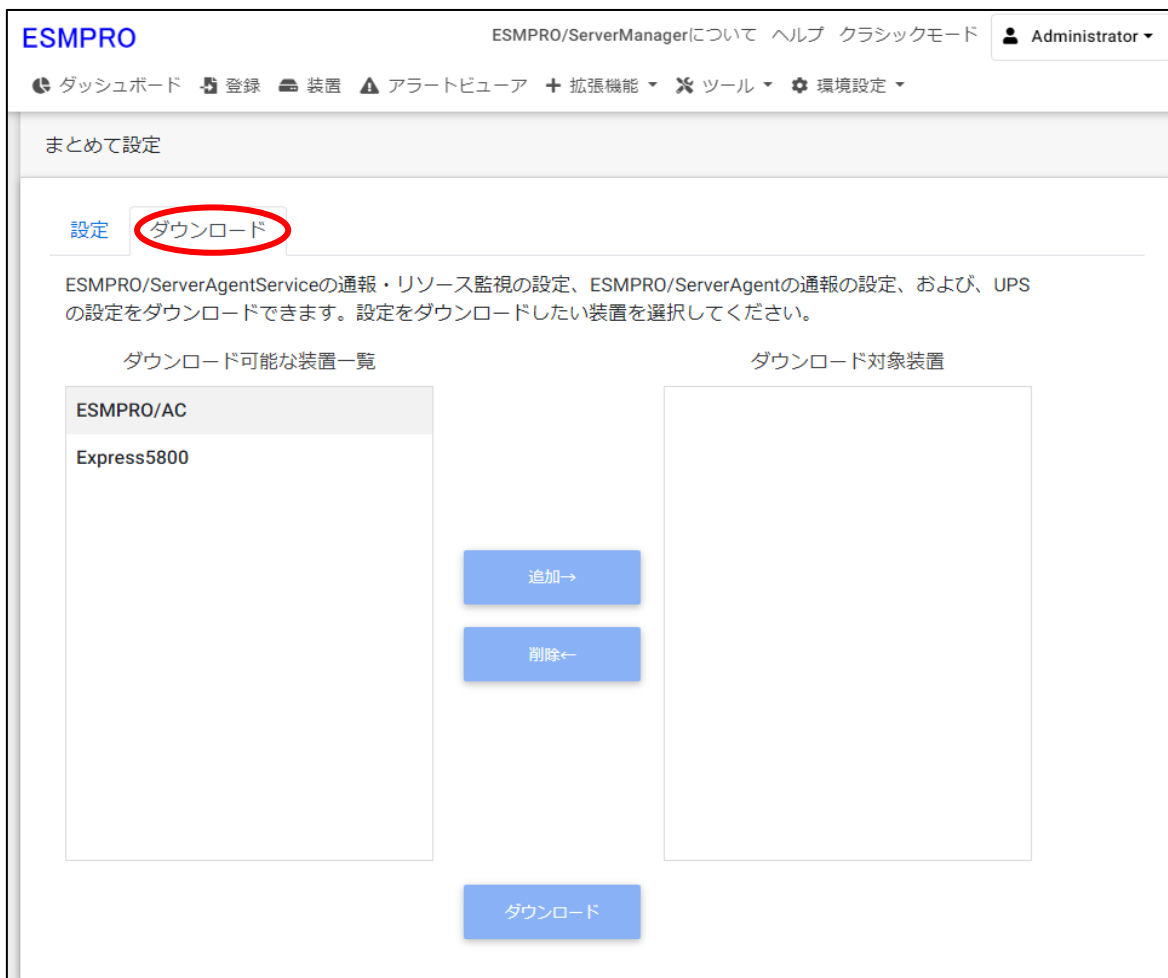 ESMPRO
ESMPRO/ServerManagerについて ヘルプ クラシックモード Administrator
ダッシュボード 登録 装置 アラートビューア 拡張機能 ツール 環境設定
まとめて設定
設定 ダウンロード
ESMPRO/ServerAgentServiceの通報・リソース監視の設定、ESMPRO/ServerAgentの通報の設定、および、UPS
の設定をダウンロードできます。設定をダウンロードしたい装置を選択してください。
ダウンロード可能な装置一覧 ダウンロード対象装置
ESMPRO/AC
Express5800
追加→
削除←
ダウンロード